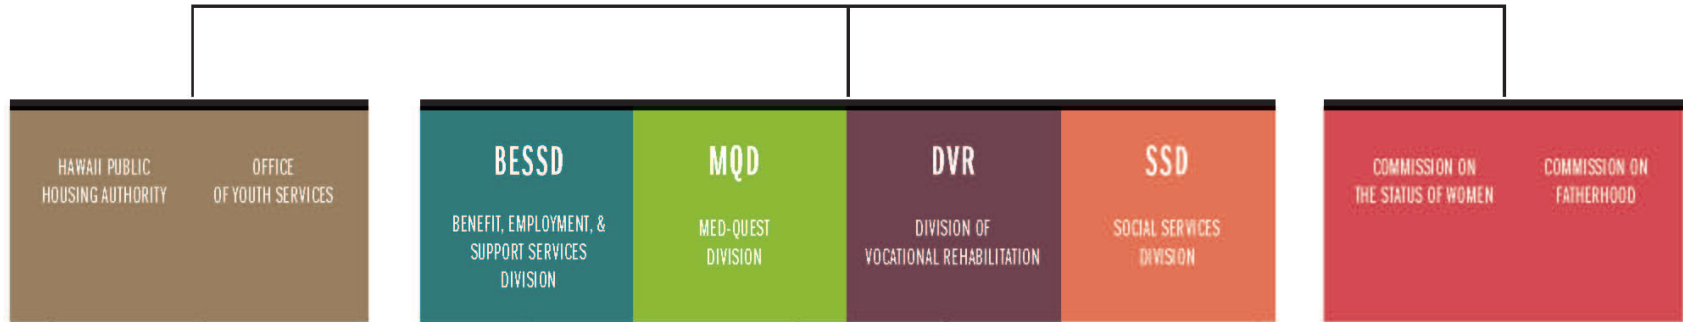 HAWAII PUBLIC
HOUSING AUTHORITY
OFFICE
OF YOUTH SERVICES
BESSD
BENEFIT, EMPLOYMENT, &
SUPPORT SERVICES
DIVISION
MQD
MED-QUEST
DIVISION
DVR
DIVISION OF
VOCATIONAL REHABILITATION
SSD
SOCIAL SERVICES
DIVISION
COMMISSION ON
THE STATUS OF WOMEN
COMMISSION ON
FATHERHOOD